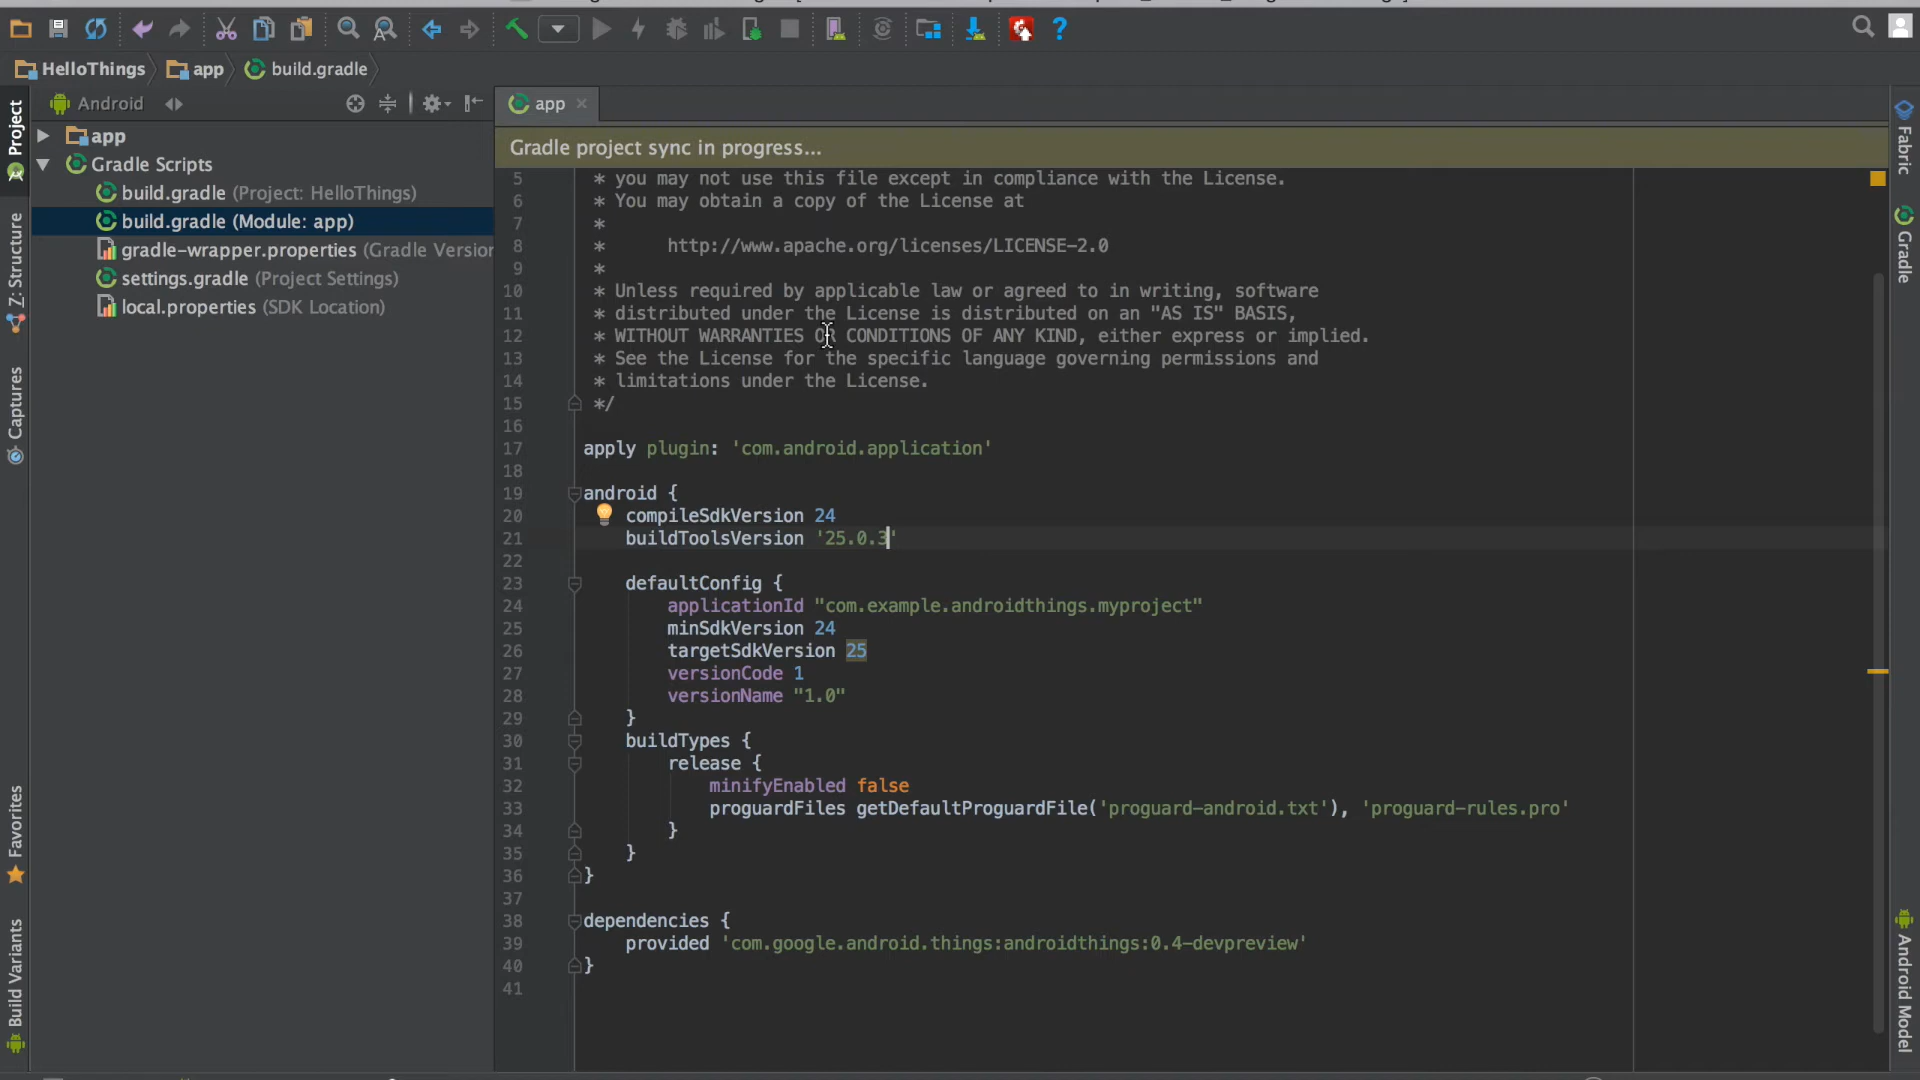 HelloThings
app
build.gradle
Android
app
Project
Z: Structure
Captures
Favorites
Build Variants
app
Gradle Scripts
build.gradle (Project: HelloThings)
build.gradle (Module: app)
gradle-wrapper.properties (Gradle Version
settings.gradle (Project Settings)
local.properties (SDK Location)
Gradle project sync in progress...
5 * you may not use this file except in compliance with the License.
6 * You may obtain a copy of the License at
7 *
8 * http://www.apache.org/licenses/LICENSE-2.0
9 *
10 * Unless required by applicable law or agreed to in writing, software
11 * distributed under the License is distributed on an "AS IS" BASIS,
12 * WITHOUT WARRANTIES OR CONDITIONS OF ANY KIND, either express or implied.
13 * See the License for the specific language governing permissions and
14 * limitations under the License.
15 */
16
17 apply plugin: 'com.android.application'
18
19 android {
20 compileSdkVersion 24
21 buildToolsVersion '25.0.3'
22
23 defaultConfig {
24 applicationId "com.example.androidthings.myproject"
25 minSdkVersion 24
26 targetSdkVersion 25
27 versionCode 1
28 versionName "1.0"
29 }
30 buildTypes {
31 release {
32 minifyEnabled false
33 proguardFiles getDefaultProguardFile('proguard-android.txt'), 'proguard-rules.pro'
34 }
35 }
36 }
37
38 dependencies {
39 provided 'com.google.android.things:androidthings:0.4-devpreview'
40 }
41
Fabric
Gradle
Android Model